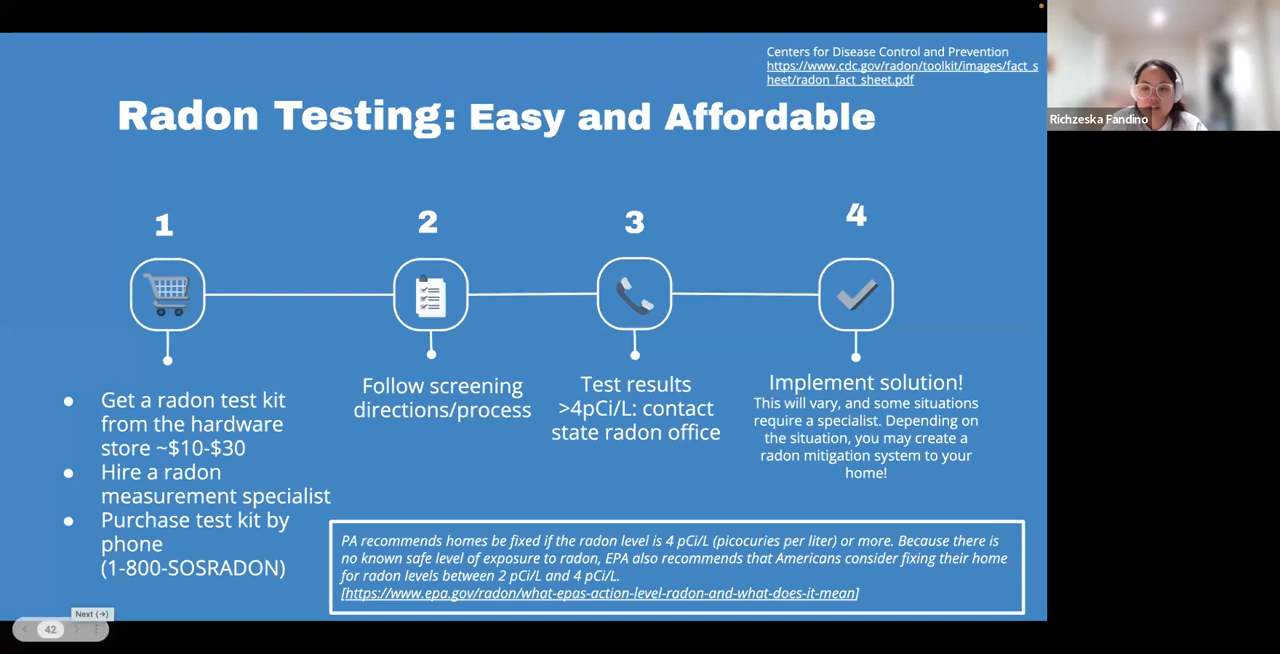 Centers for Disease Control and Prevention
https://www.cdc.gov/radon/toolkit/images/fact_s
heet/radon_fact_sheet.pdf
Radon Testing: Easy and Affordable
Richzeska Fandino
1
2
3
4
Get a radon test kit
from the hardware
store ~$10-$30
Hire a radon
measurement specialist
Purchase test kit by
phone
(1-800-SOSRADON)
Follow screening
directions/process
Test results
>4pCi/L: contact
state radon office
Implement solution!
This will vary, and some situations
require a specialist. Depending on
the situation, you may create a
radon mitigation system to your
home!
PA recommends homes be fixed if the radon level is 4 pCi/L (picocuries per liter) or more. Because there is
no known safe level of exposure to radon, EPA also recommends that Americans consider fixing their home
for radon levels between 2 pCi/L and 4 pCi/L.
[https://www.epa.gov/radon/what-epas-action-level-radon-and-what-does-it-mean]
Next (→)
42